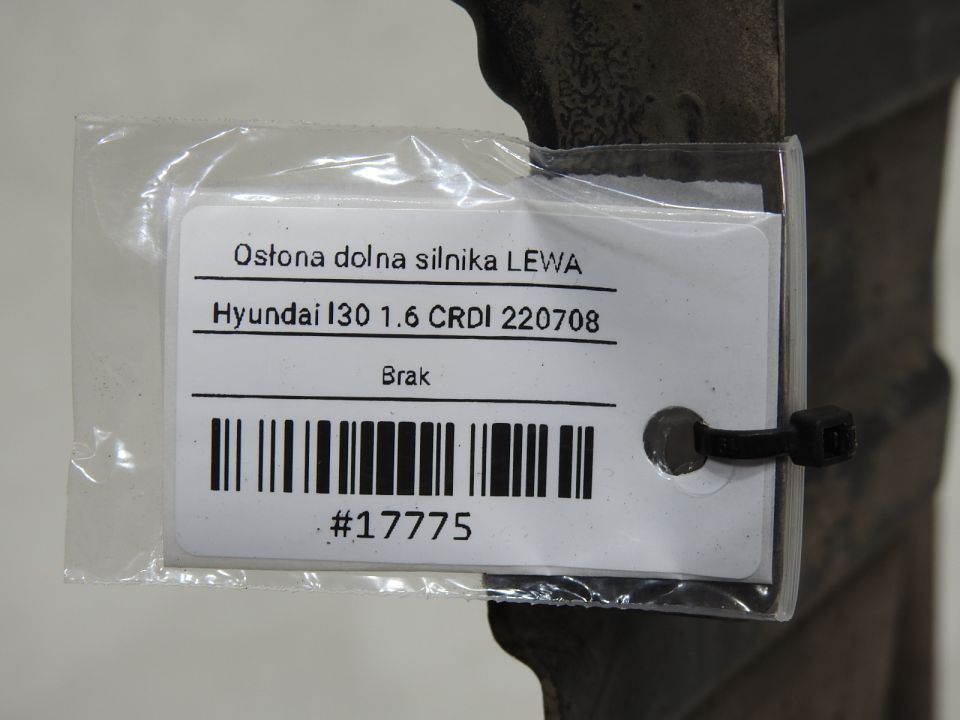 Osłona dolna silnika LEWA
Hyundai I30 1.6 CRDI 220708
Brak
#17775